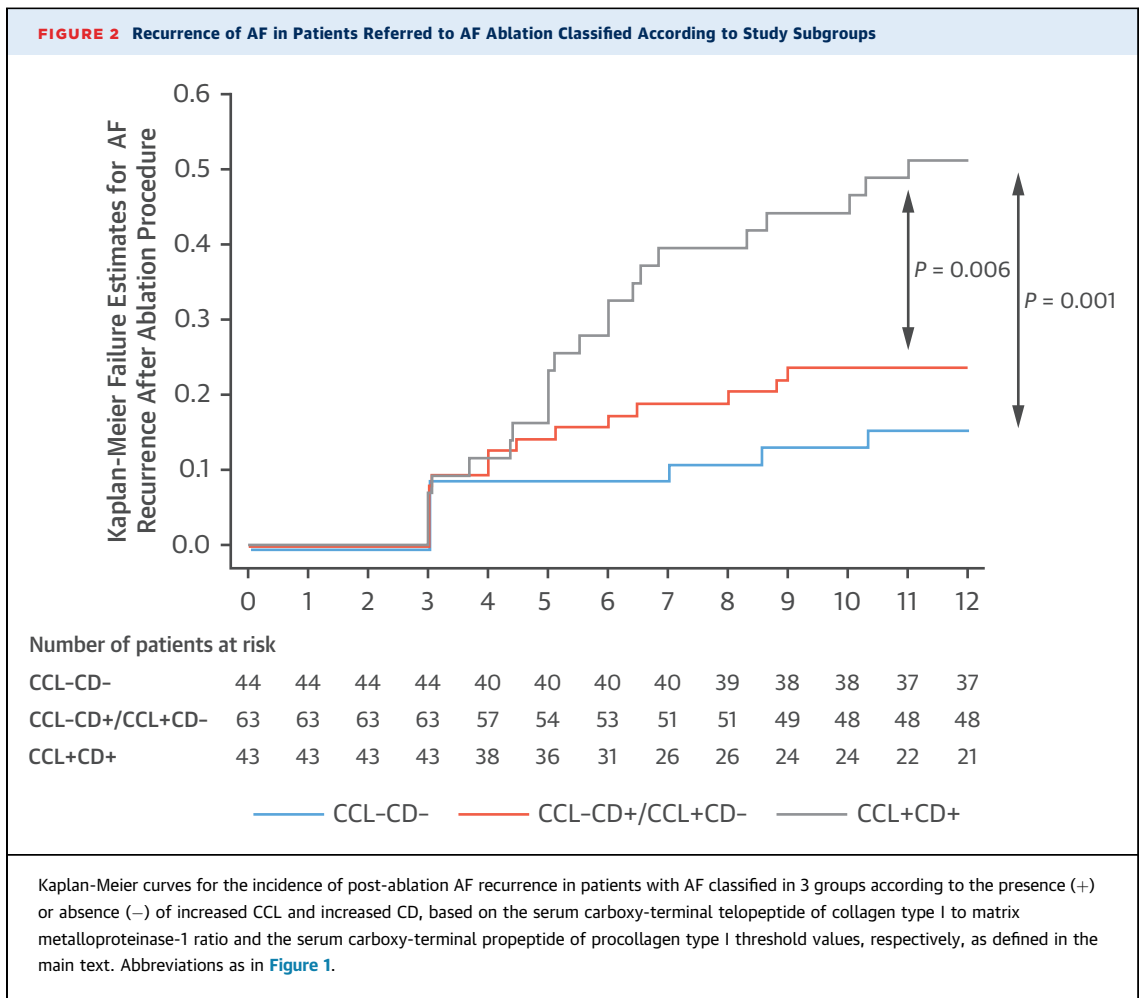 FIGURE 2 Recurrence of AF in Patients Referred to AF Ablation Classified According to Study Subgroups
Kaplan-Meier Failure Estimates for AF
Recurrence After Ablation Procedure
0.6
0.5
0.4
0.3
0.2
0.1
0.0
P = 0.006
P = 0.001
0 1 2 3 4 5 6 7 8 9 10 11 12
Number of patients at risk
CCL–CD– 44 44 44 44 40 40 40 40 39 38 38 37 37
CCL–CD+/CCL+CD– 63 63 63 63 57 54 53 51 51 49 48 48 48
CCL+CD+ 43 43 43 43 38 36 31 26 26 24 24 22 21
CCL–CD– CCL–CD+/CCL+CD– CCL+CD+
Kaplan-Meier curves for the incidence of post-ablation AF recurrence in patients with AF classified in 3 groups according to the presence (+)
or absence (−) of increased CCL and increased CD, based on the serum carboxy-terminal telopeptide of collagen type I to matrix
metalloproteinase-1 ratio and the serum carboxy-terminal propeptide of procollagen type I threshold values, respectively, as defined in the
main text. Abbreviations as in Figure 1.